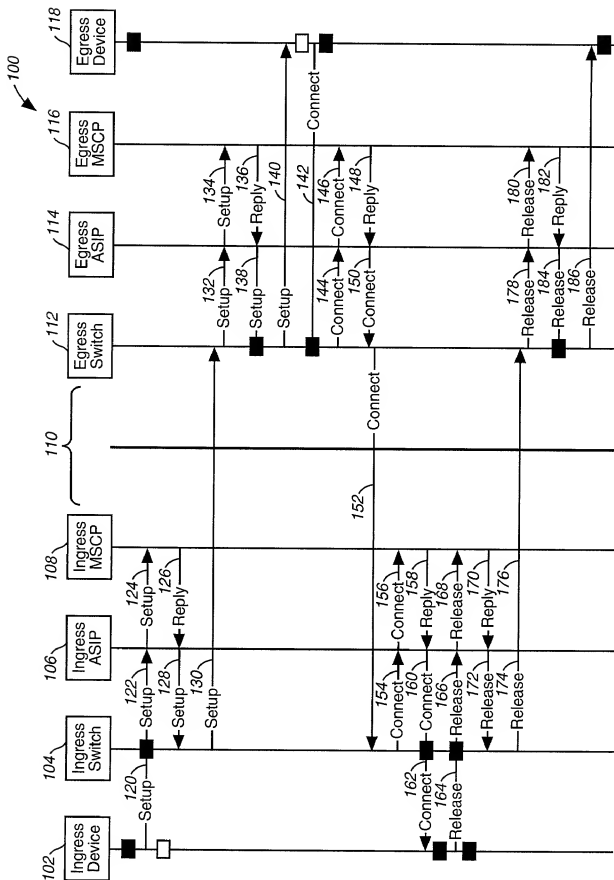 100
102
Ingress
Device
104
Ingress
Switch
106
Ingress
ASIP
108
Ingress
MSCP
110
112
Egress
Switch
114
Egress
ASIP
116
Egress
MSCP
118
Egress
Device
120
Setup
122
Setup
124
Setup
126
Reply
128
Setup
130
Setup
132
Setup
134
Setup
136
Reply
138
Setup
140
Setup
142
Connect
144
Connect
146
Connect
148
Reply
150
Connect
152
Connect
154
Connect
156
Connect
158
Reply
160
Connect
162
Connect
164
Release
166
Release
168
Release
170
Reply
172
Release
174
Release
176
178
Release
180
Release
182
Reply
184
Release
186
Release